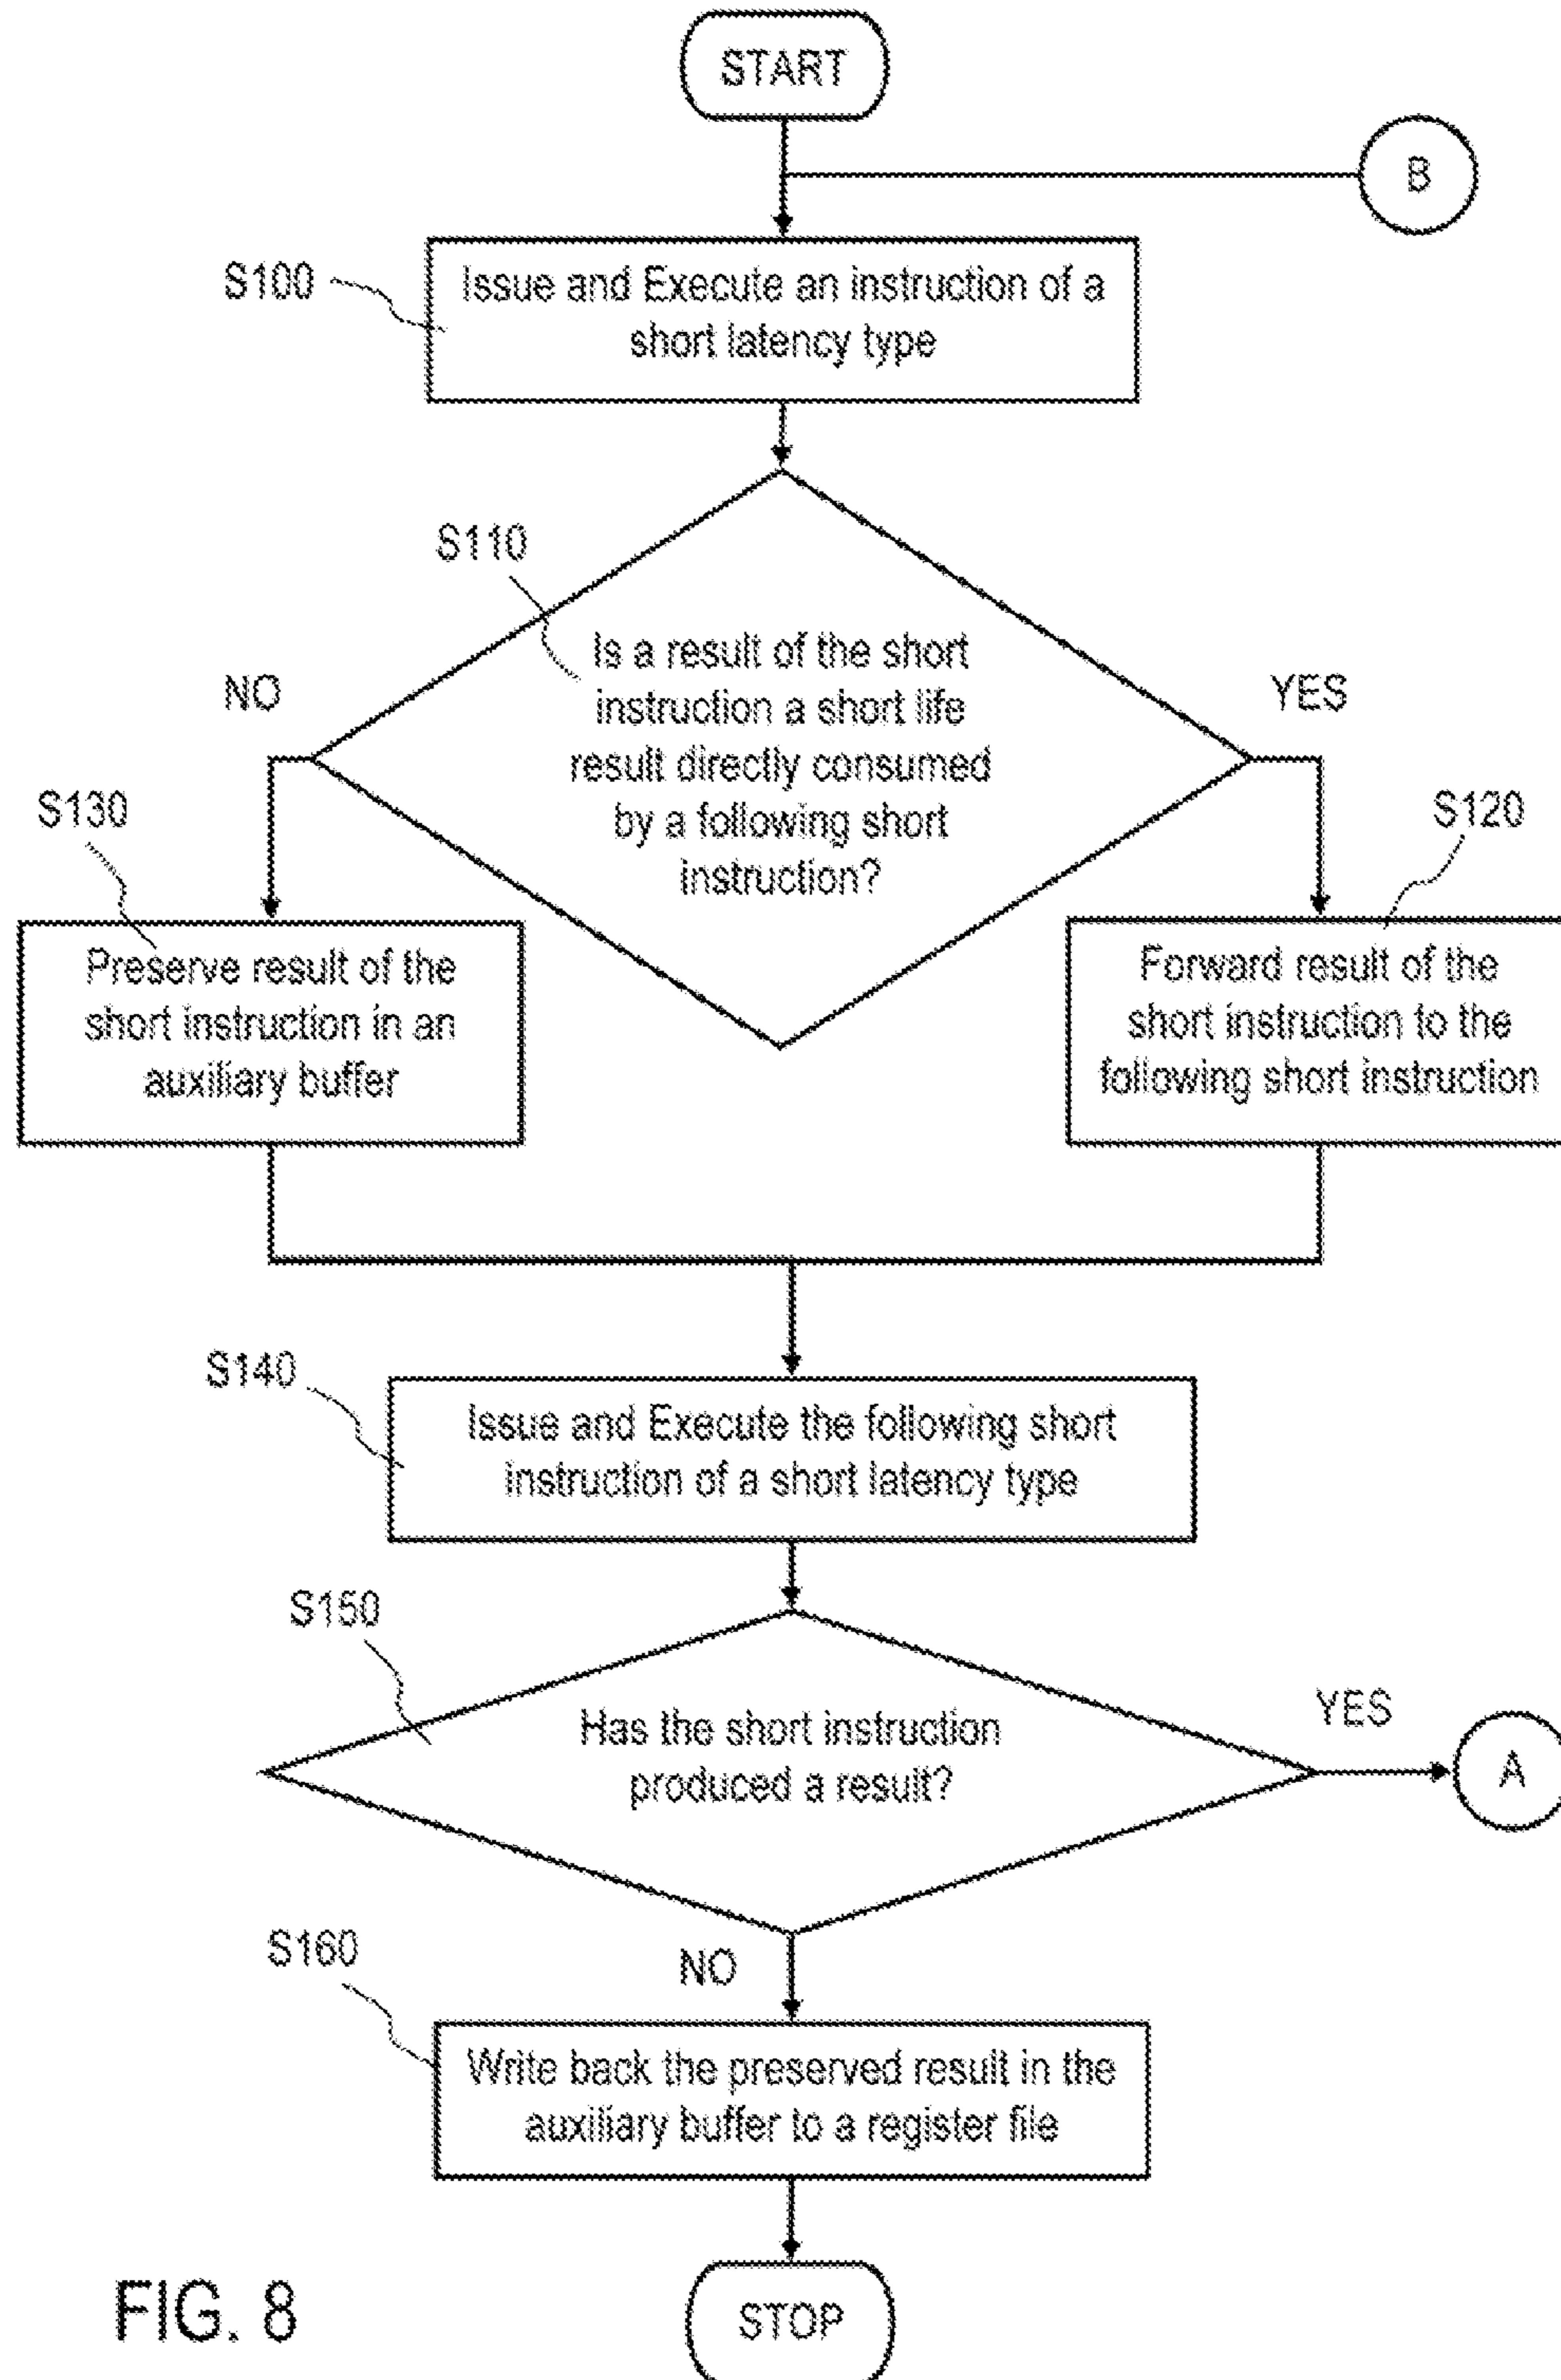 START
B
S100
Issue and Execute an instruction of a
short latency type
S110
Is a result of the short
instruction a short life
result directly consumed
by a following short
instruction?
NO
YES
S130
S120
Preserve result of the
short instruction in an
auxiliary buffer
Forward result of the
short instruction to the
following short instruction
S140
Issue and Execute the following short
instruction of a short latency type
S150
Has the short instruction
produced a result?
YES
A
S160
NO
Write back the preserved result in the
auxiliary buffer to a register file
STOP
FIG. 8